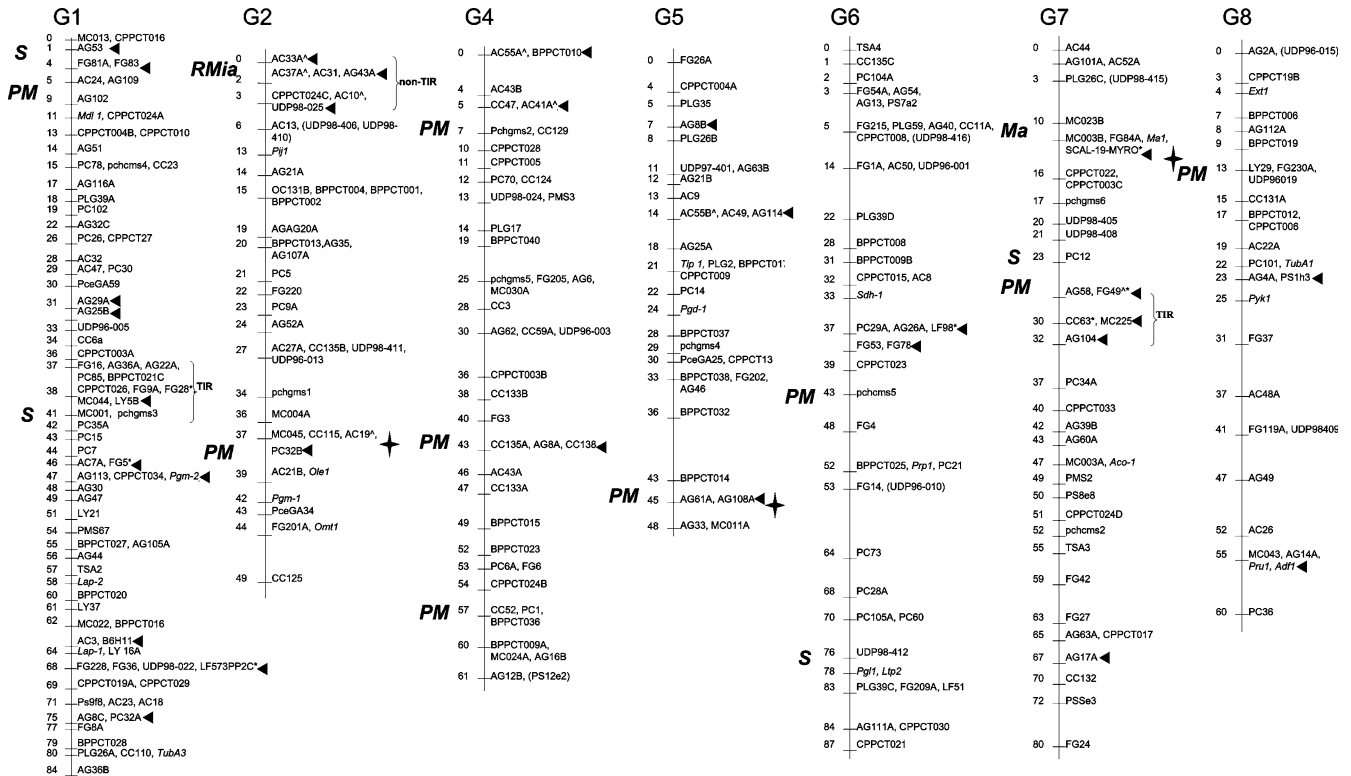 G1
0 MC013, CPPCT016
S
1 AG53
4 FG81A, FG83
5 AC24, AG109
PM
9 AG102
11 Mdl 1, CPPCT024A
13 CPPCT004B, CPPCT010
14 AG51
15 PC78, pchcms4, CC23
17 AG116A
18 PLG39A
19 PC102
22 AG32C
26 PC26, CPPCT27
28 AC32
29 AC47, PC30
30 PceGA59
31 AG29A
AG25B
33 UDP96-005
34 CC6a
36 CPPCT003A
37 FG16, AG36A, AG22A,
PC85, BPPCT021C
38 CPPCT026, FG9A, FG28*,
TIR
MC044, LY5B
S
41 MC001, pchgms3
42 PC35A
43 PC15
44 PC7
46 AC7A, FG5*
47 AG113, CPPCT034, Pgm-2
48 AG30
49 AG47
51 LY21
54 PMS67
55 BPPCT027, AG105A
56 AG44
57 TSA2
58 Lap-2
60 BPPCT020
61 LY37
62 MC022, BPPCT016
AC3, B6H11
64 Lap-1, LY 16A
68 FG228, FG36, UDP98-022, LF573PP2C*
69 CPPCT019A, CPPCT029
71 Ps9f8, AC23, AC18
75 AG8C, PC32A
77 FG8A
79 BPPCT028
80 PLG26A, CC110, TubA3
84 AG36B
G2
RMia
0 AC33A^
2 AC37A^, AC31, AG43A
non-TIR
3 CPPCT024C, AC10^,
UDP98-025
6 AC13, (UDP98-406, UDP98-
410)
13 Pij1
14 AG21A
15 OC131B, BPPCT004, BPPCT001,
BPPCT002
19 AGAG20A
20 BPPCT013,AG35,
AG107A
21 PC5
22 FG220
23 PC9A
24 AG52A
27 AC27A, CC135B, UDP98-411,
UDP96-013
34 pchgms1
36 MC004A
37 MC045, CC115, AC19^,
PM
PC32B
39 AC21B, Ole1
42 Pgm-1
43 PceGA34
44 FG201A, Omt1
49 CC125
G4
0 AC55A^, BPPCT010
4 AC43B
5 CC47, AC41A^
PM
7 Pchgms2, CC129
10 CPPCT028
11 CPPCT005
12 PC70, CC124
13 UDP98-024, PMS3
14 PLG17
19 BPPCT040
25 pchgms5, FG205, AG6,
MC030A
28 CC3
30 AG62, CC59A, UDP96-003
36 CPPCT003B
38 CC133B
40 FG3
PM
43 CC135A, AG8A, CC138
46 AC43A
47 CC133A
49 BPPCT015
52 BPPCT023
53 PC6A, FG6
54 CPPCT024B
PM
57 CC52, PC1,
BPPCT036
60 BPPCT009A,
MC024A, AG16B
61 AG12B, (PS12e2)
G5
0 FG26A
4 CPPCT004A
5 PLG35
7 AG8B
8 PLG26B
11 UDP97-401, AG63B
12 AG21B
13 AC9
14 AC55B^, AC49, AG114
18 AG25A
21 Tip 1, PLG2, BPPCT017
CPPCT009
22 PC14
24 Pgd-1
28 BPPCT037
29 pchgms4
30 PceGA25, CPPCT13
33 BPPCT038, FG202,
AG46
36 BPPCT032
43 BPPCT014
PM
45 AG61A, AG108A
48 AG33, MC011A
G6
0 TSA4
1 CC135C
2 PC104A
3 FG54A, AG54,
AG13, PS7a2
5 FG215, PLG59, AG40, CC11A,
CPPCT008, (UDP98-416)
14 FG1A, AC50, UDP96-001
22 PLG39D
28 BPPCT008
31 BPPCT009B
32 CPPCT015, AC8
33 Sdh-1
37 PC29A, AG26A, LF98*
FG53, FG78
39 CPPCT023
PM
43 pchcms5
48 FG4
52 BPPCT025, Prp1, PC21
53 FG14, (UDP96-010)
64 PC73
68 PC28A
70 PC105A, PC60
S
76 UDP98-412
78 Pgl1, Ltp2
83 PLG39C, FG209A, LF51
84 AG111A, CPPCT030
87 CPPCT021
G7
0 AC44
AG101A, AC52A
3 PLG26C, (UDP98-415)
10 MC023B
Ma
MC003B, FG84A, Ma1,
SCAL-19-MYRO*
16 CPPCT022,
CPPCT003C
17 pchgms6
20 UDP98-405
21 UDP98-408
S
23 PC12
PM
AG58, FG49^*
30 CC63*, MC225
TIR
32 AG104
37 PC34A
40 CPPCT033
42 AG39B
43 AG60A
47 MC003A, Aco-1
49 PMS2
50 PS8e8
51 CPPCT024D
52 pchcms2
55 TSA3
59 FG42
63 FG27
65 AG63A, CPPCT017
67 AG17A
70 CC132
72 PSSe3
80 FG24
G8
0 AG2A, (UDP96-015)
3 CPPCT19B
4 Ext1
7 BPPCT006
8 AG112A
9 BPPCT019
PM
13 LY29, FG230A,
UDP96019
15 CC131A
17 BPPCT012,
CPPCT006
19 AC22A
22 PC101, TubA1
23 AG4A, PS1h3
25 Pyk1
31 FG37
37 AC48A
41 FG119A, UDP98409
47 AG49
52 AC26
55 MC043, AG14A,
Pru1, Adf1
60 PC36